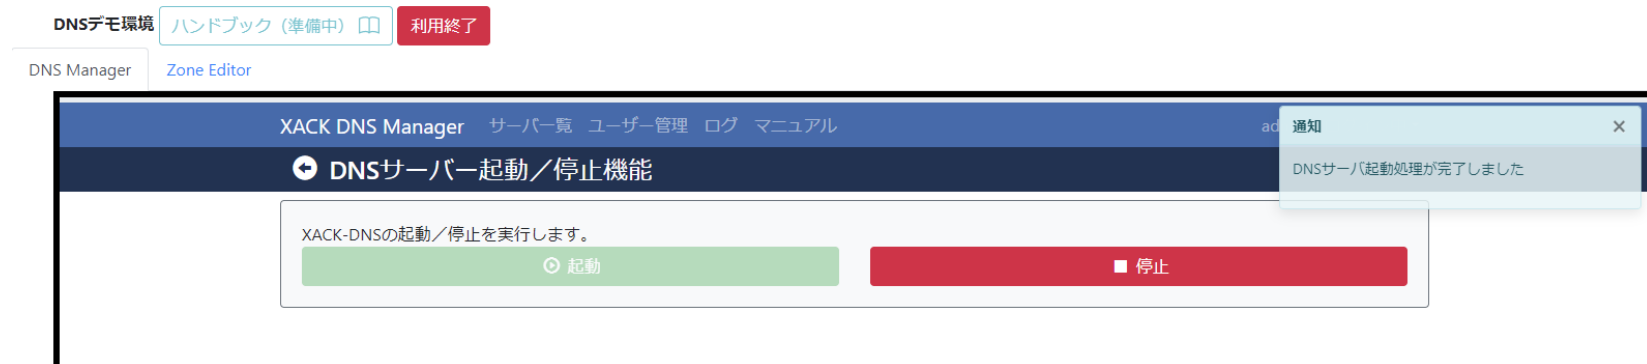 DNSデモ環境 ハンドブック（準備中） 利用終了
DNS Manager Zone Editor
XACK DNS Manager サーバー覧 ユーザー管理 ログ マニュアル ad
通知
DNSサーバー起動／停止機能
DNSサーバ起動処理が完了しました
XACK-DNSの起動／停止を実行します。
起動 停止